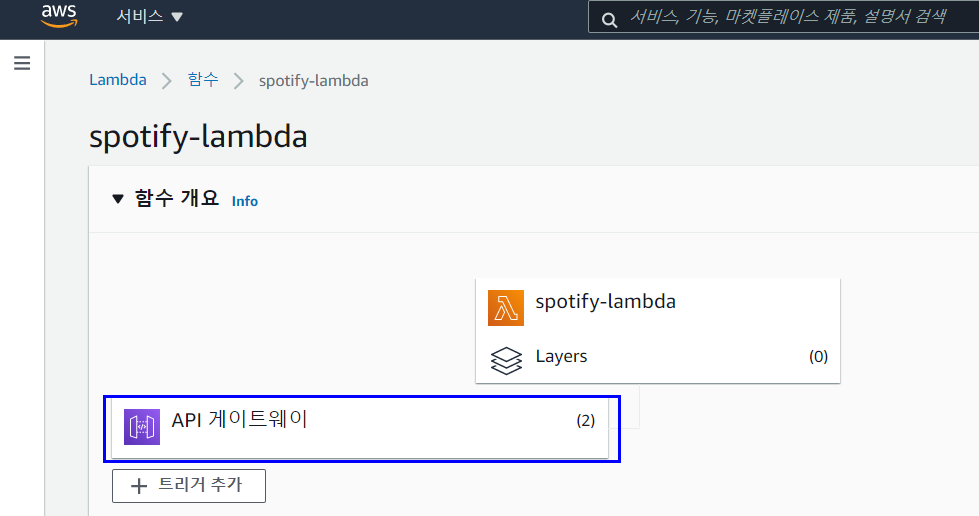 aws 서비스 ▼ 서비스, 기능, 마켓플레이스 제품, 설명서 검색
Lambda > 함수 > spotify-lambda
spotify-lambda
▼ 함수 개요 Info
spotify-lambda
Layers (0)
API 게이트웨이 (2)
+ 트리거 추가